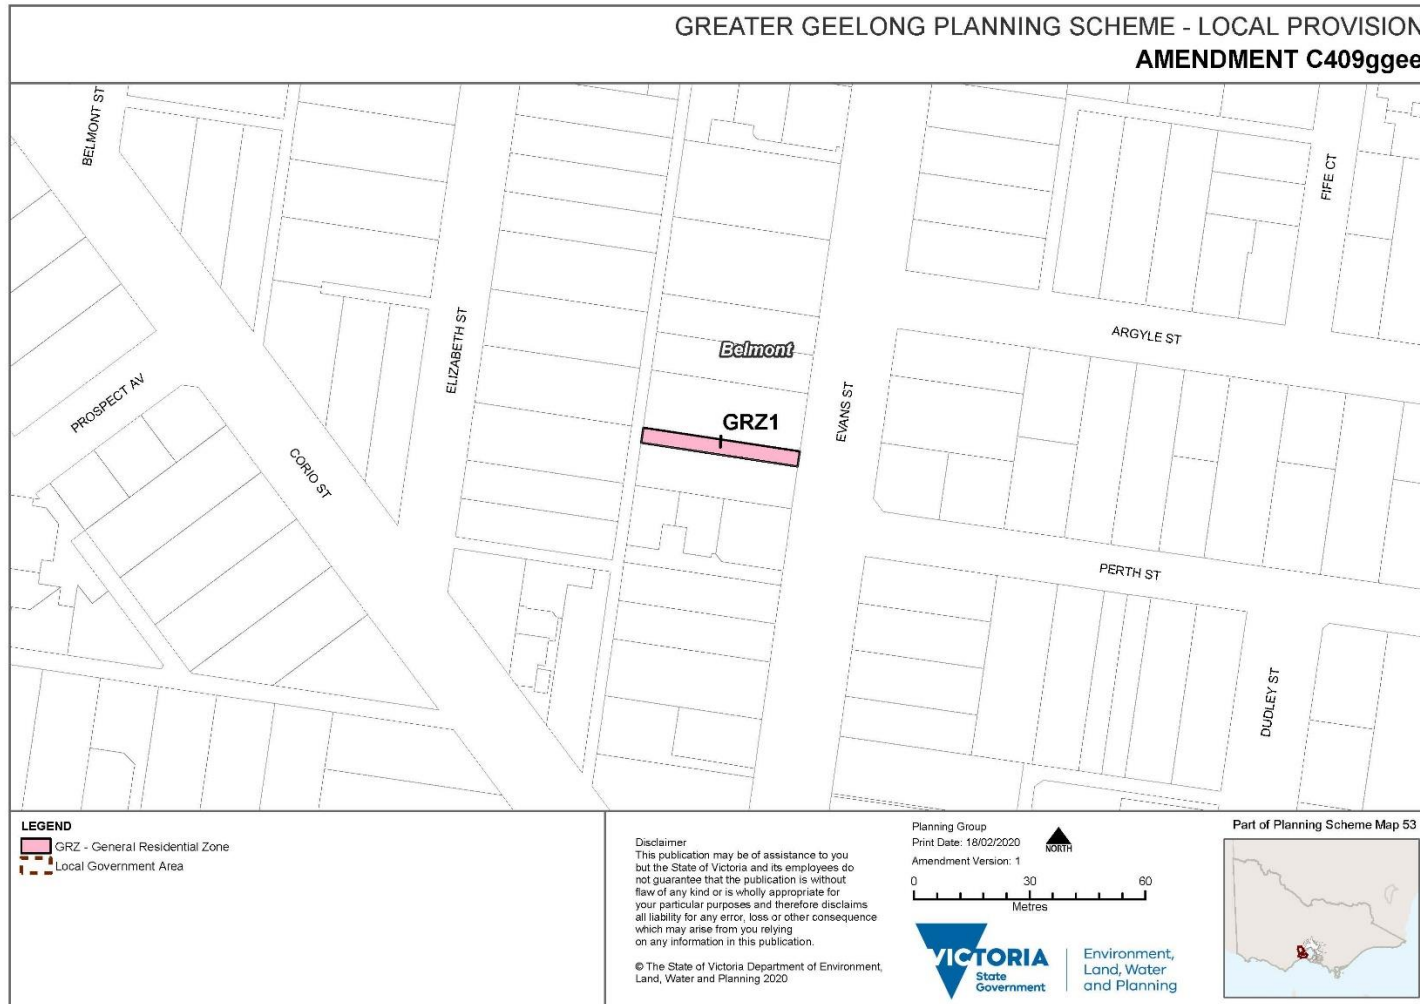 GREATER GEELONG PLANNING SCHEME - LOCAL PROVISION
AMENDMENT C409ggee
BELMONT ST
FIFE CT
ARGYLE ST
ELIZABETH ST
Belmont
PROSPECT AV
EVANS ST
GRZ1
CORIO ST
PERTH ST
DUDLEY ST
LEGEND
GRZ - General Residential Zone
Local Government Area
Disclaimer
This publication may be of assistance to you
but the State of Victoria and its employees do
not guarantee that the publication is without
flaw of any kind or is wholly appropriate for
your particular purposes and therefore disclaims
all liability for any error, loss or other consequence
which may arise from you relying
on any information in this publication.
© The State of Victoria Department of Environment,
Land, Water and Planning 2020
Planning Group
Print Date: 18/02/2020
Amendment Version: 1
NORTH
0 30 60
Metres
VICTORIA
State
Government
Environment,
Land, Water
and Planning
Part of Planning Scheme Map 53